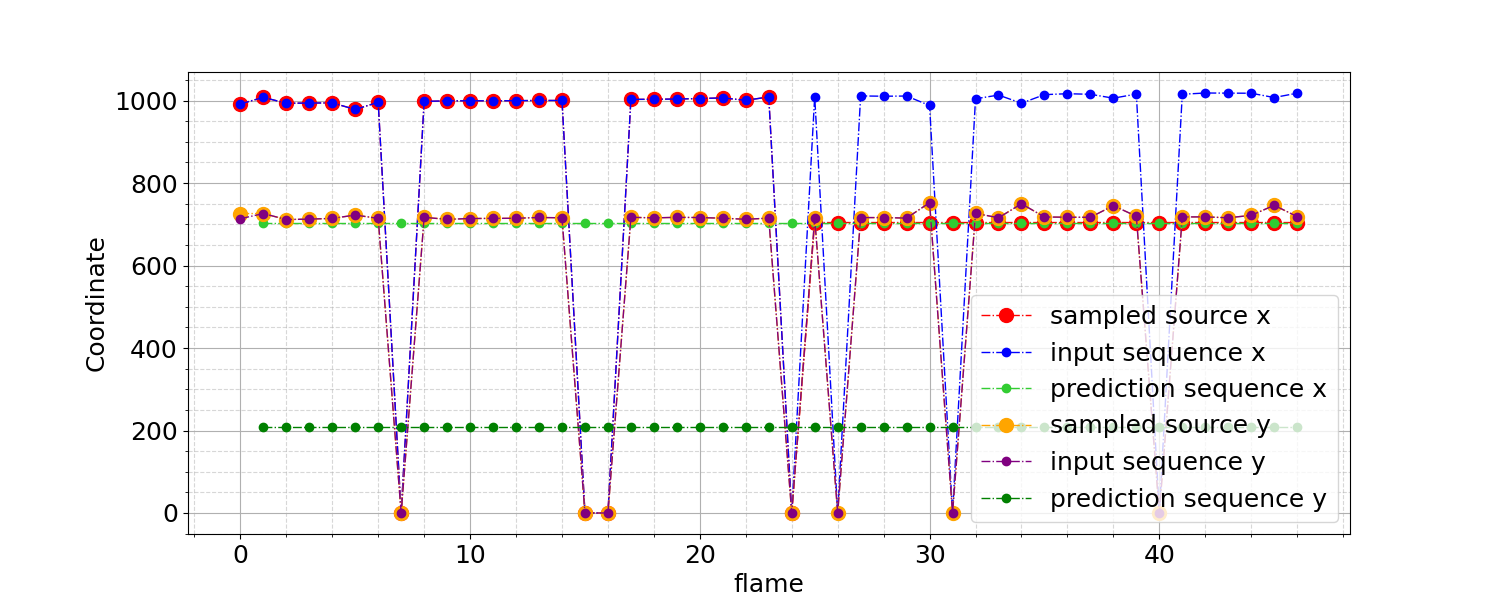 1000
800
600
400
200
0
Coordinate
sampled source x
input sequence x
prediction sequence x
sampled source y
input sequence y
prediction sequence y
0 10 20 30 40
flame